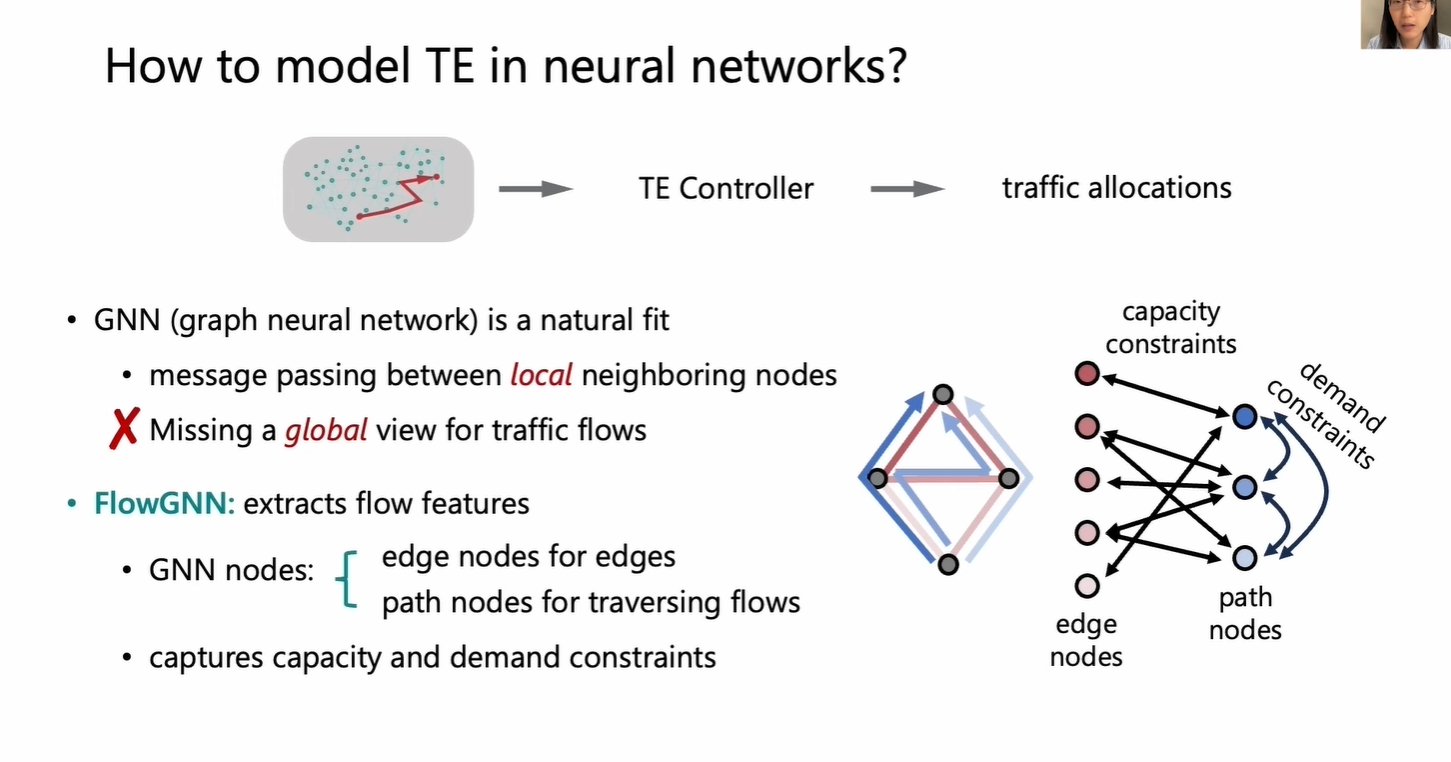 How to model TE in neural networks?
TE Controller
traffic allocations
• GNN (graph neural network) is a natural fit
• message passing between local neighboring nodes
✗ Missing a global view for traffic flows
• FlowGNN: extracts flow features
• GNN nodes:
edge nodes for edges
path nodes for traversing flows
• captures capacity and demand constraints
capacity
constraints
demand
constraints
edge
nodes
path
nodes